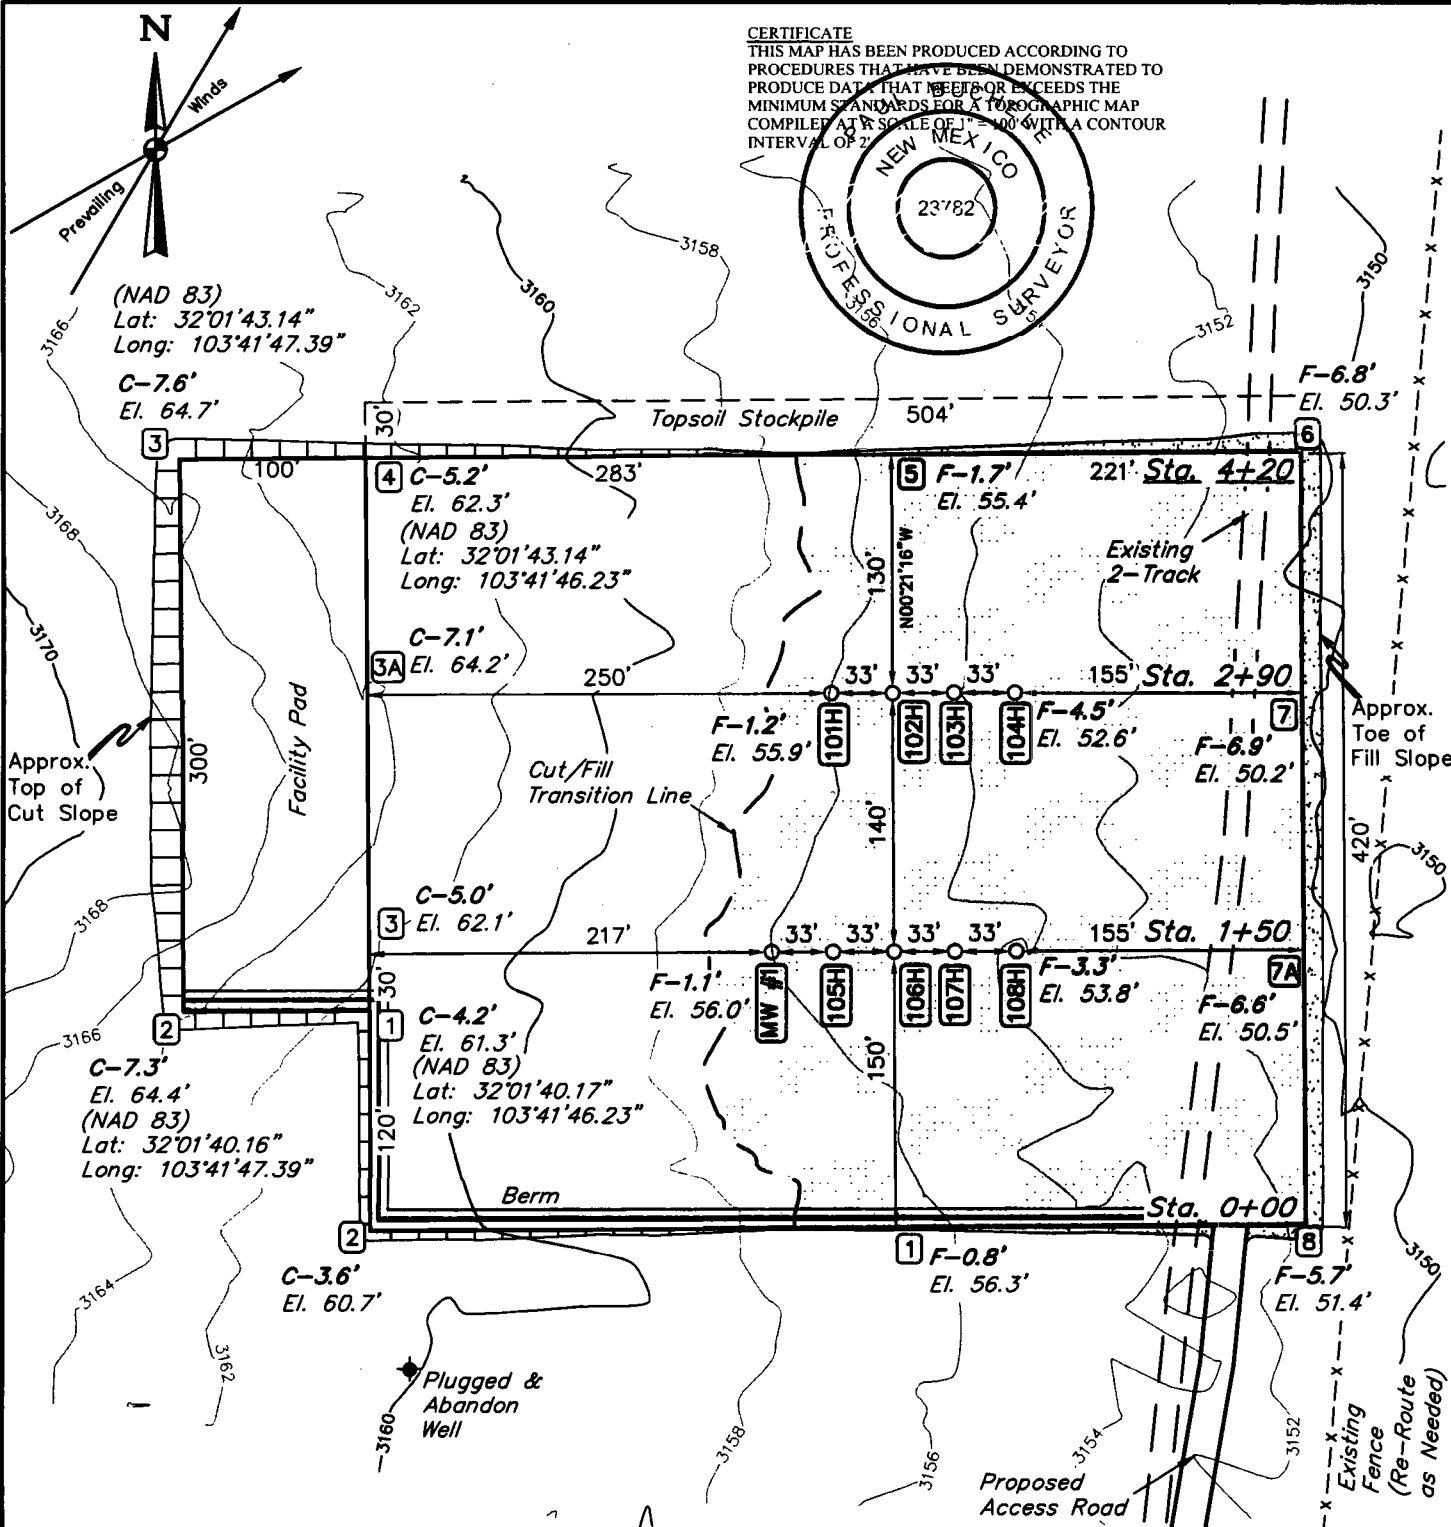 N
Winds
Prevailing
CERTIFICATE
THIS MAP HAS BEEN PRODUCED ACCORDING TO
PROCEDURES THAT HAVE BEEN DEMONSTRATED TO
PRODUCE DATA THAT MEETS OR EXCEEDS THE
MINIMUM STANDARDS FOR A TOPOGRAPHIC MAP
COMPILED AT A SCALE OF 1" = 100' WITH A CONTOUR
INTERVAL OF 2'
PAUL BUCHELE
NEW MEXICO
23782
PROFESSIONAL SURVEYOR
3158
3160
3162
3166
3156
3152
3150
(NAD 83)
Lat: 32°01'43.14"
Long: 103°41'47.39"
C-7.6'
El. 64.7'
3
30'
Topsoil Stockpile
504'
F-6.8'
El. 50.3'
6
100'
4
C-5.2'
283'
El. 62.3'
(NAD 83)
Lat: 32°01'43.14"
Long: 103°41'46.23"
5
F-1.7'
El. 55.4'
221'
Sta. 4+20
3168
130'
N00°21'16"W
Existing
2-Track
3170
C-7.1'
3A
El. 64.2'
250'
33'
33'
33'
155'
Sta. 2+90
7
F-1.2'
El. 55.9'
101H
102H
103H
104H
F-4.5'
El. 52.6'
F-6.9'
El. 50.2'
Approx.
Toe of
Fill Slope
Approx.
Top of
Cut Slope
300'
Facility Pad
Cut/Fill
Transition Line
140'
420'
3150
3168
C-5.0'
3
El. 62.1'
217'
33'
33'
33'
33'
155'
Sta. 1+50
7A
30'
F-1.1'
El. 56.0'
MW #1
105H
106H
107H
108H
F-3.3'
El. 53.8'
F-6.6'
El. 50.5'
2
3166
1
C-4.2'
El. 61.3'
(NAD 83)
Lat: 32°01'40.17"
Long: 103°41'46.23"
C-7.3'
El. 64.4'
(NAD 83)
Lat: 32°01'40.16"
Long: 103°41'47.39"
120'
150'
Berm
Sta. 0+00
2
C-3.6'
El. 60.7'
1
F-0.8'
El. 56.3'
8
F-5.7'
El. 51.4'
3150
3164
3162
Plugged &
Abandon
Well
3160
3158
3156
3154
3152
Proposed
Access Road
Existing
Fence
(Re-Route
as Needed)